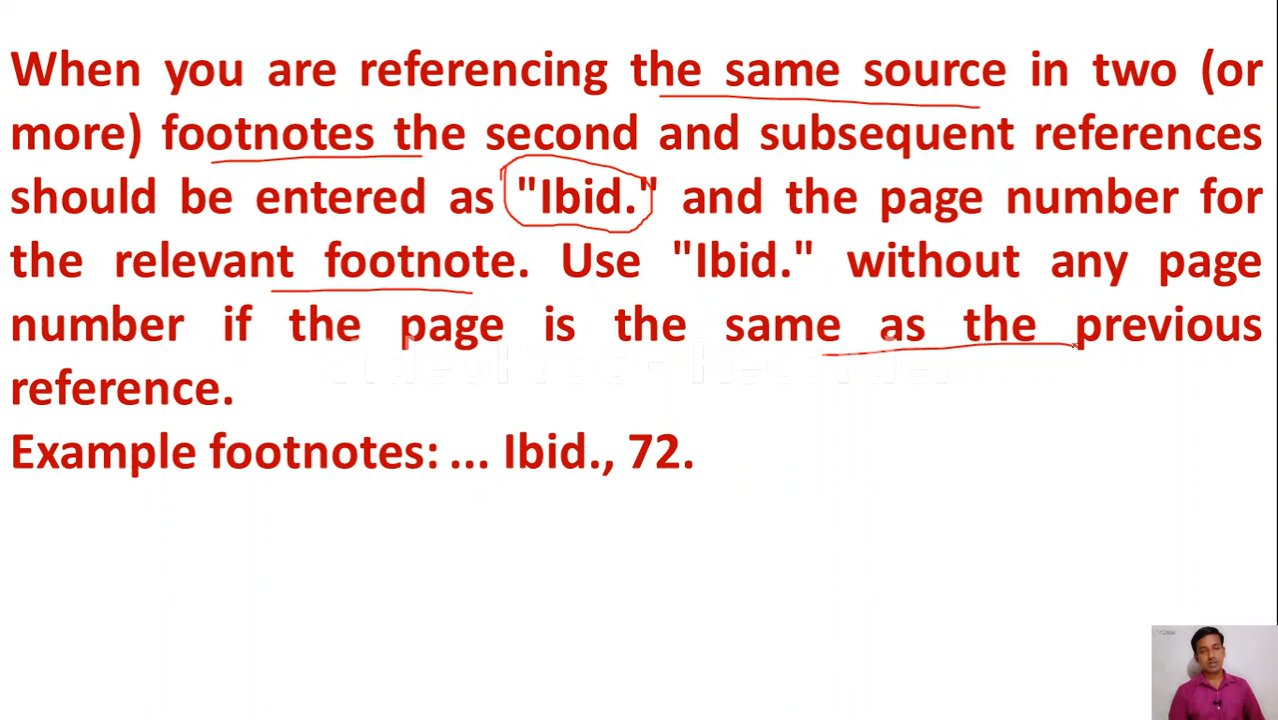 When you are referencing the same source in two (or
more) footnotes the second and subsequent references
should be entered as "Ibid." and the page number for
the relevant footnote. Use "Ibid." without any page
number if the page is the same as the previous
reference.
Example footnotes: ... Ibid., 72.